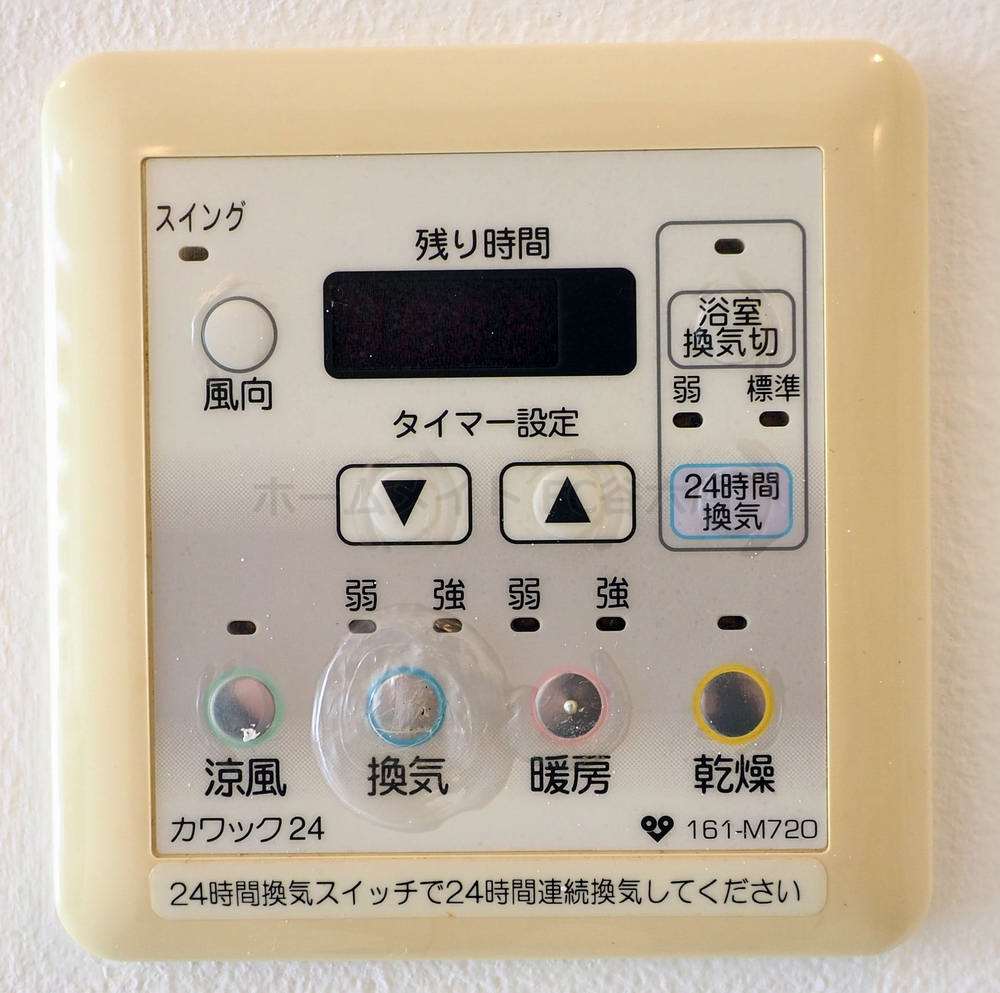 スイング
残り時間
浴室
換気切
風向
弱 標準
タイマー設定
▼ ▲
24時間
換気
弱 強 弱 強
涼風 換気 暖房 乾燥
カワック24
161-M720
24時間換気スイッチで24時間連続換気してください